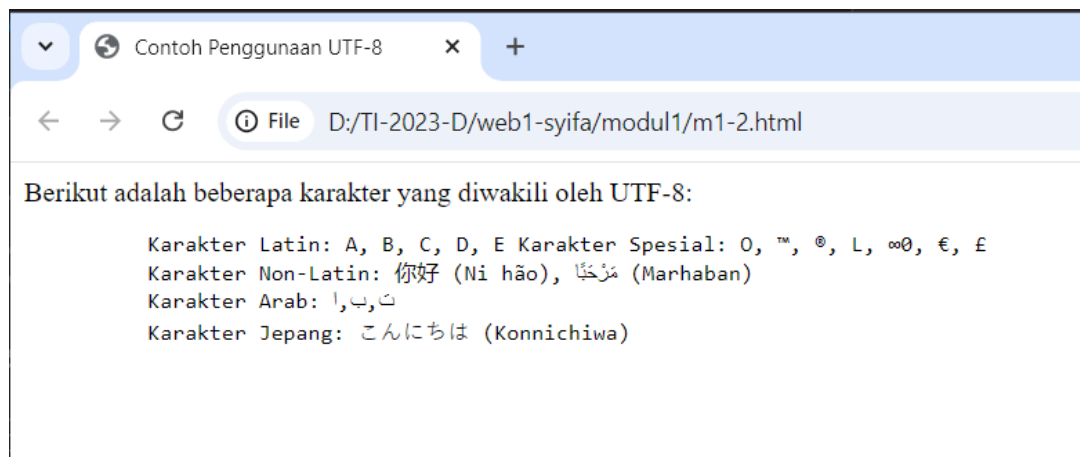 Contoh Penggunaan UTF-8
File D:/TI-2023-D/web1-syifa/modul1/m1-2.html
Berikut adalah beberapa karakter yang diwakili oleh UTF-8:
Karakter Latin: A, B, C, D, E Karakter Spesial: O, ™, ®, L, ∞0, €, £
Karakter Non-Latin: 你好 (Ni hão), مَرْحَبًا (Marhaban)
Karakter Arab: ت,ب,ا
Karakter Jepang: こんにちは (Konnichiwa)